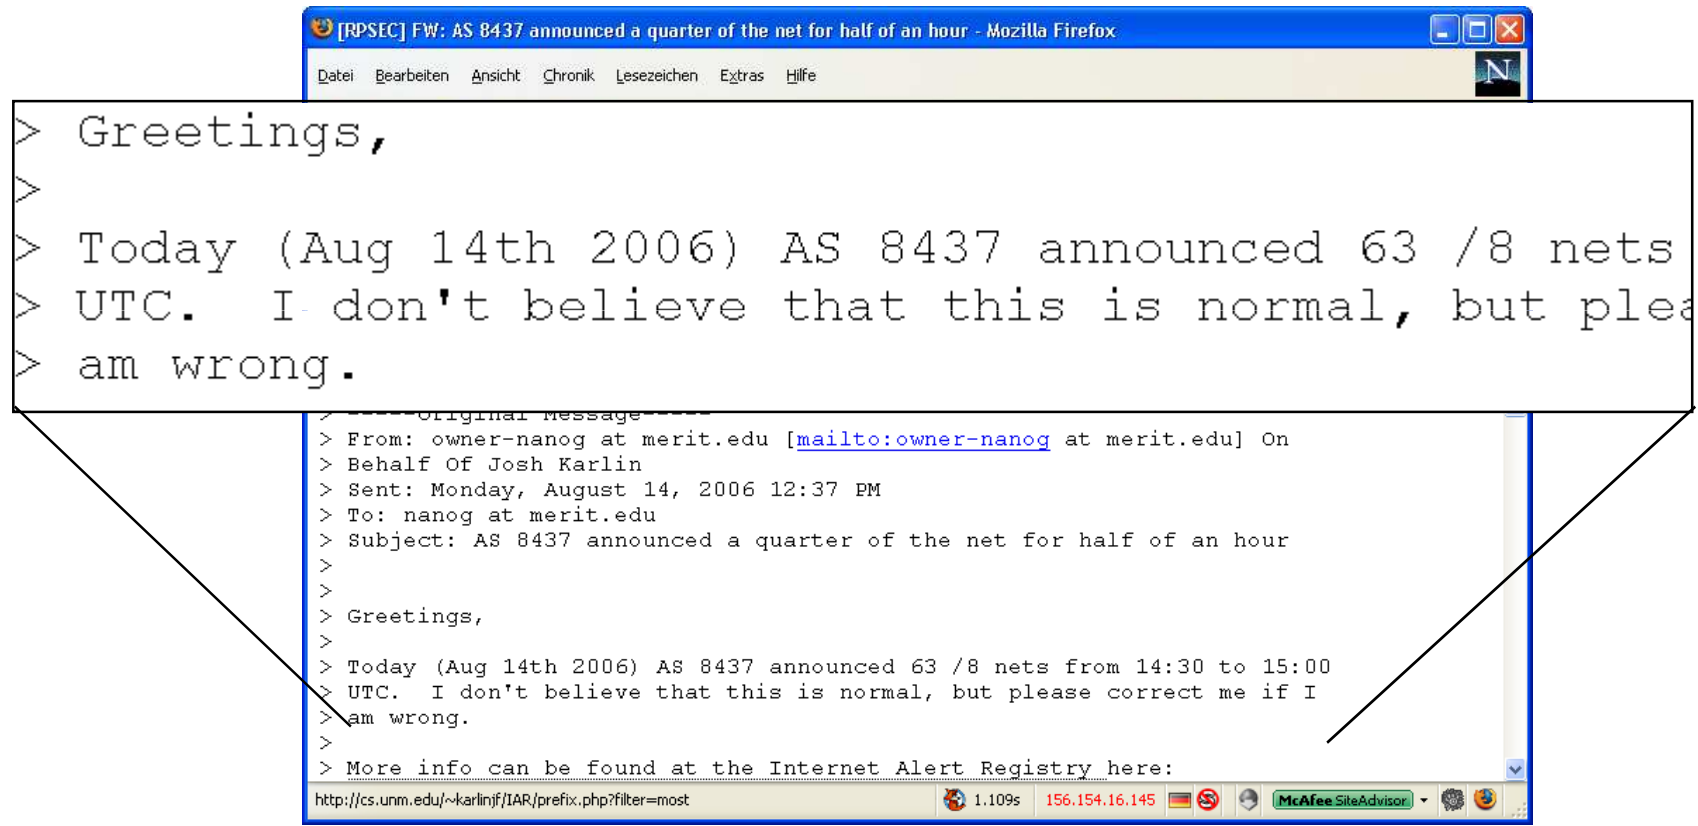 [RPSEC] FW: AS 8437 announced a quarter of the net for half of an hour - Mozilla Firefox
Datei Bearbeiten Ansicht Chronik Lesezeichen Extras Hilfe
N
> Greetings,
>
> Today (Aug 14th 2006) AS 8437 announced 63 /8 nets
> UTC.  I don't believe that this is normal, but plea
> am wrong.
> -----Original Message-----
> From: owner-nanog at merit.edu [mailto:owner-nanog at merit.edu] On
> Behalf Of Josh Karlin
> Sent: Monday, August 14, 2006 12:37 PM
> To: nanog at merit.edu
> Subject: AS 8437 announced a quarter of the net for half of an hour
>
>
> Greetings,
>
> Today (Aug 14th 2006) AS 8437 announced 63 /8 nets from 14:30 to 15:00
> UTC.  I don't believe that this is normal, but please correct me if I
> am wrong.
>
> More info can be found at the Internet Alert Registry here:
http://cs.unm.edu/~karlinjf/IAR/prefix.php?filter=most 1.109s 156.154.16.145 McAfee SiteAdvisor